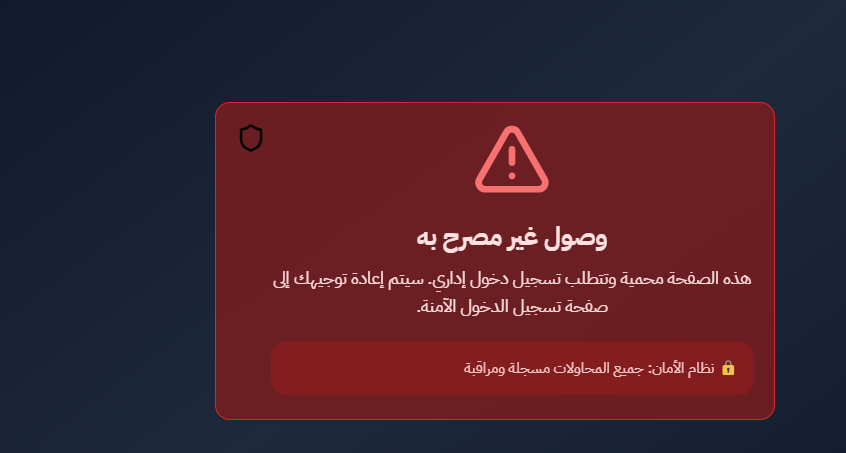 وصول غير مصرح به
هذه الصفحة محمية وتتطلب تسجيل دخول إداري. سيتم إعادة توجيهك إلى
صفحة تسجيل الدخول الآمنة.
🔒 نظام الأمان: جميع المحاولات مسجلة ومراقبة